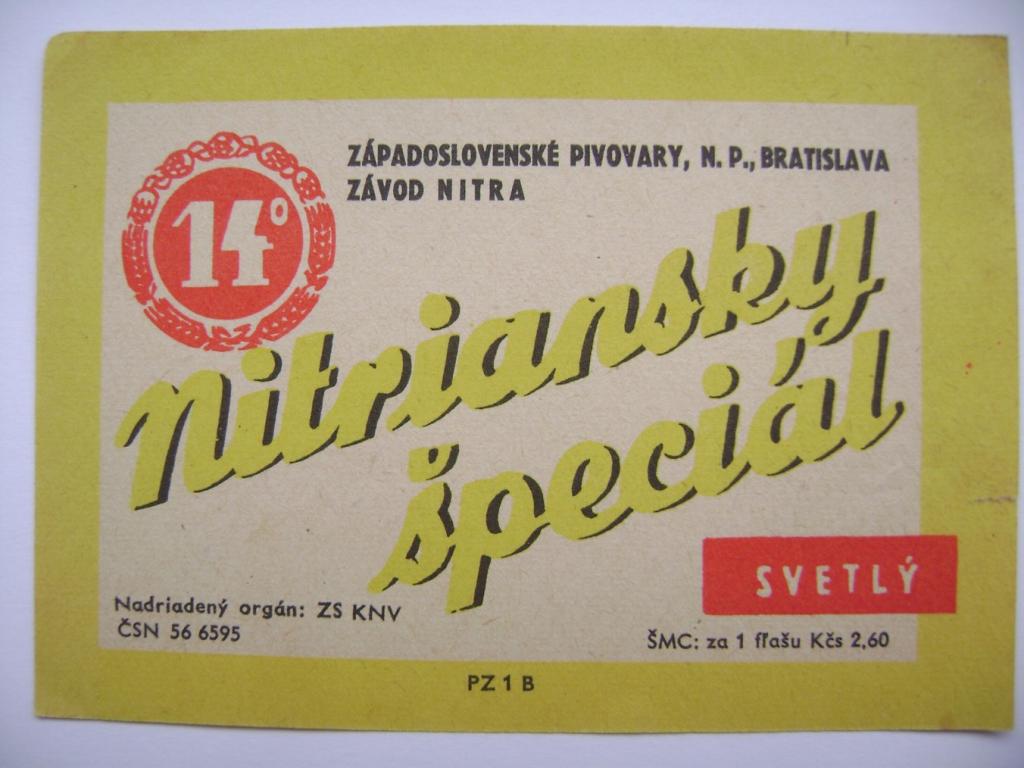 14°
ZÁPADOSLOVENSKÉ PIVOVARY, N. P., BRATISLAVA
ZÁVOD NITRA
Nitriansky
špeciál
SVETLÝ
Nadriadený orgán: ZS KNV
ČSN 56 6595
ŠMC: za 1 fľašu Kčs 2,60
PZ 1 B